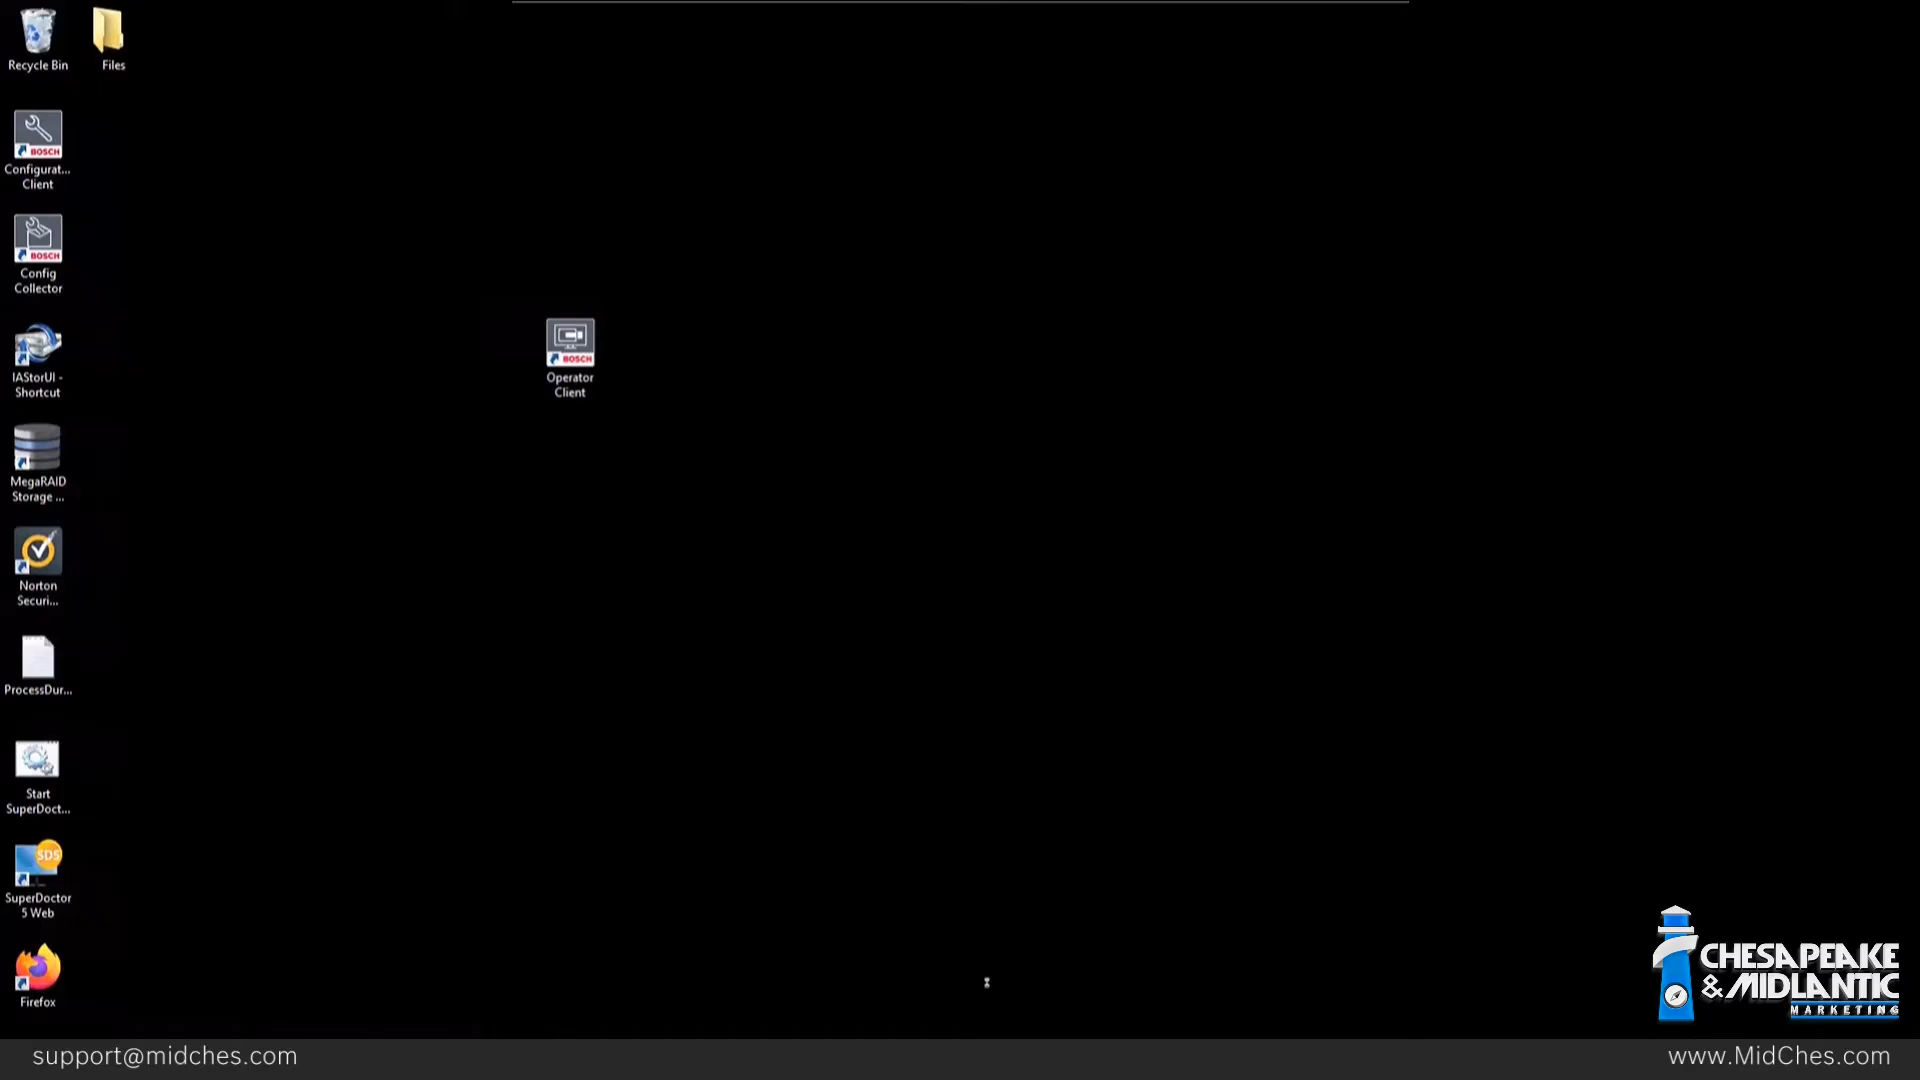 Recycle Bin
Files
BOSCH
Configurat...
Client
BOSCH
Config
Collector
IAStorUI -
Shortcut
BOSCH
Operator
Client
MegaRAID
Storage ...
Norton
Securi...
ProcessDur...
Start
SuperDoct...
SD5
SuperDoctor
5 Web
Firefox
CHESAPEAKE
& MIDLANTIC
MARKETING
support@midches.com
www.MidChes.com